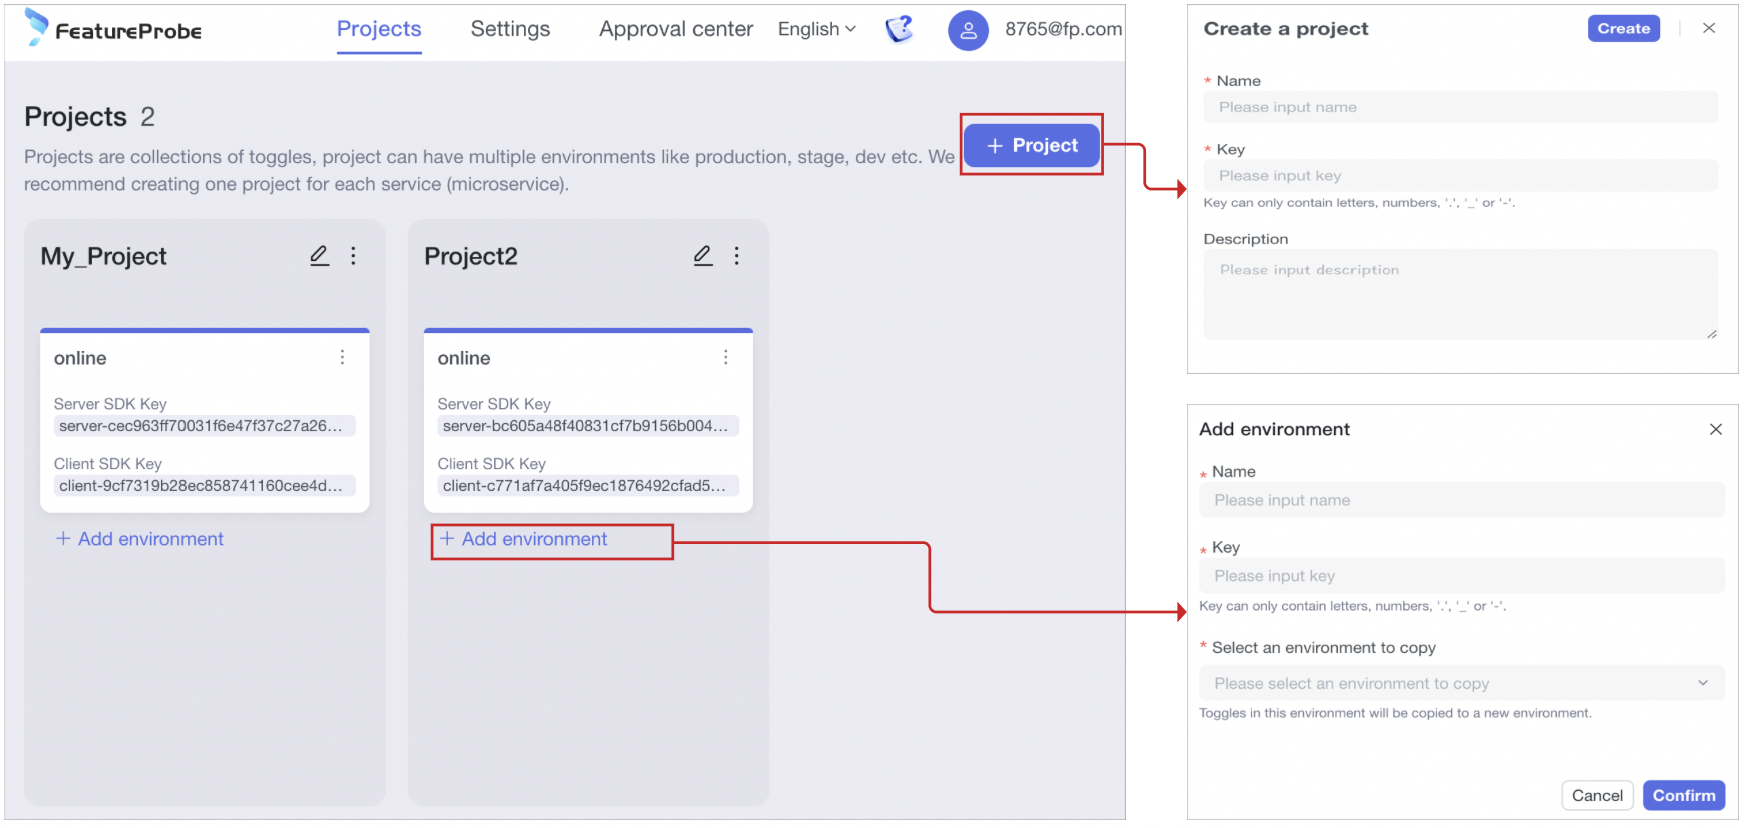 FeatureProbe
Projects
Settings
Approval center
English
8765@fp.com
Projects 2
Projects are collections of toggles, project can have multiple environments like production, stage, dev etc. We
recommend creating one project for each service (microservice).
+ Project
My_Project
online
Server SDK Key
server-cec963ff70031f6e47f37c27a26...
Client SDK Key
client-9cf7319b28ec858741160cee4d...
+ Add environment
Project2
online
Server SDK Key
server-bc605a48f40831cf7b9156b004...
Client SDK Key
client-c771af7a405f9ec1876492cfad5...
+ Add environment
Create a project
Create
* Name
Please input name
* Key
Please input key
Key can only contain letters, numbers, '.', '_' or '-'.
Description
Please input description
Add environment
* Name
Please input name
* Key
Please input key
Key can only contain letters, numbers, '.', '_' or '-'.
* Select an environment to copy
Please select an environment to copy
Toggles in this environment will be copied to a new environment.
Cancel
Confirm